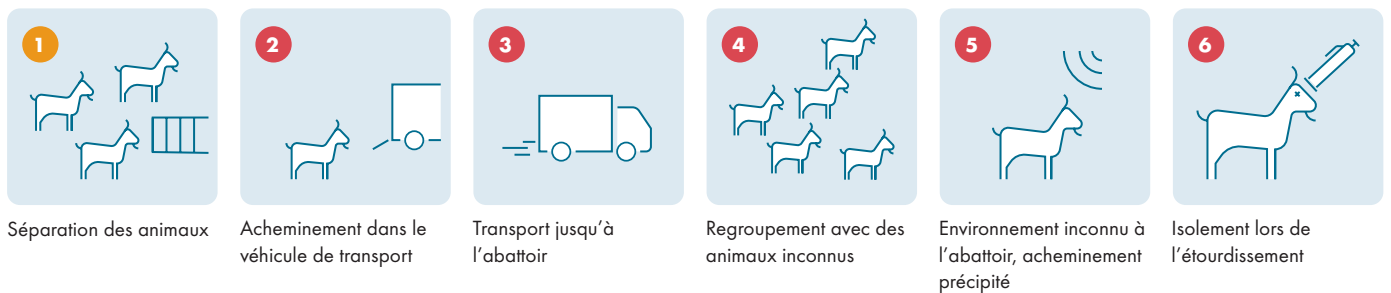 1
Séparation des animaux
2
Acheminement dans le
véhicule de transport
3
Transport jusqu’à
l’abattoir
4
Regroupement avec des
animaux inconnus
5
Environnement inconnu à
l’abattoir, acheminement
précipité
6
Isolement lors de
l’étourdissement